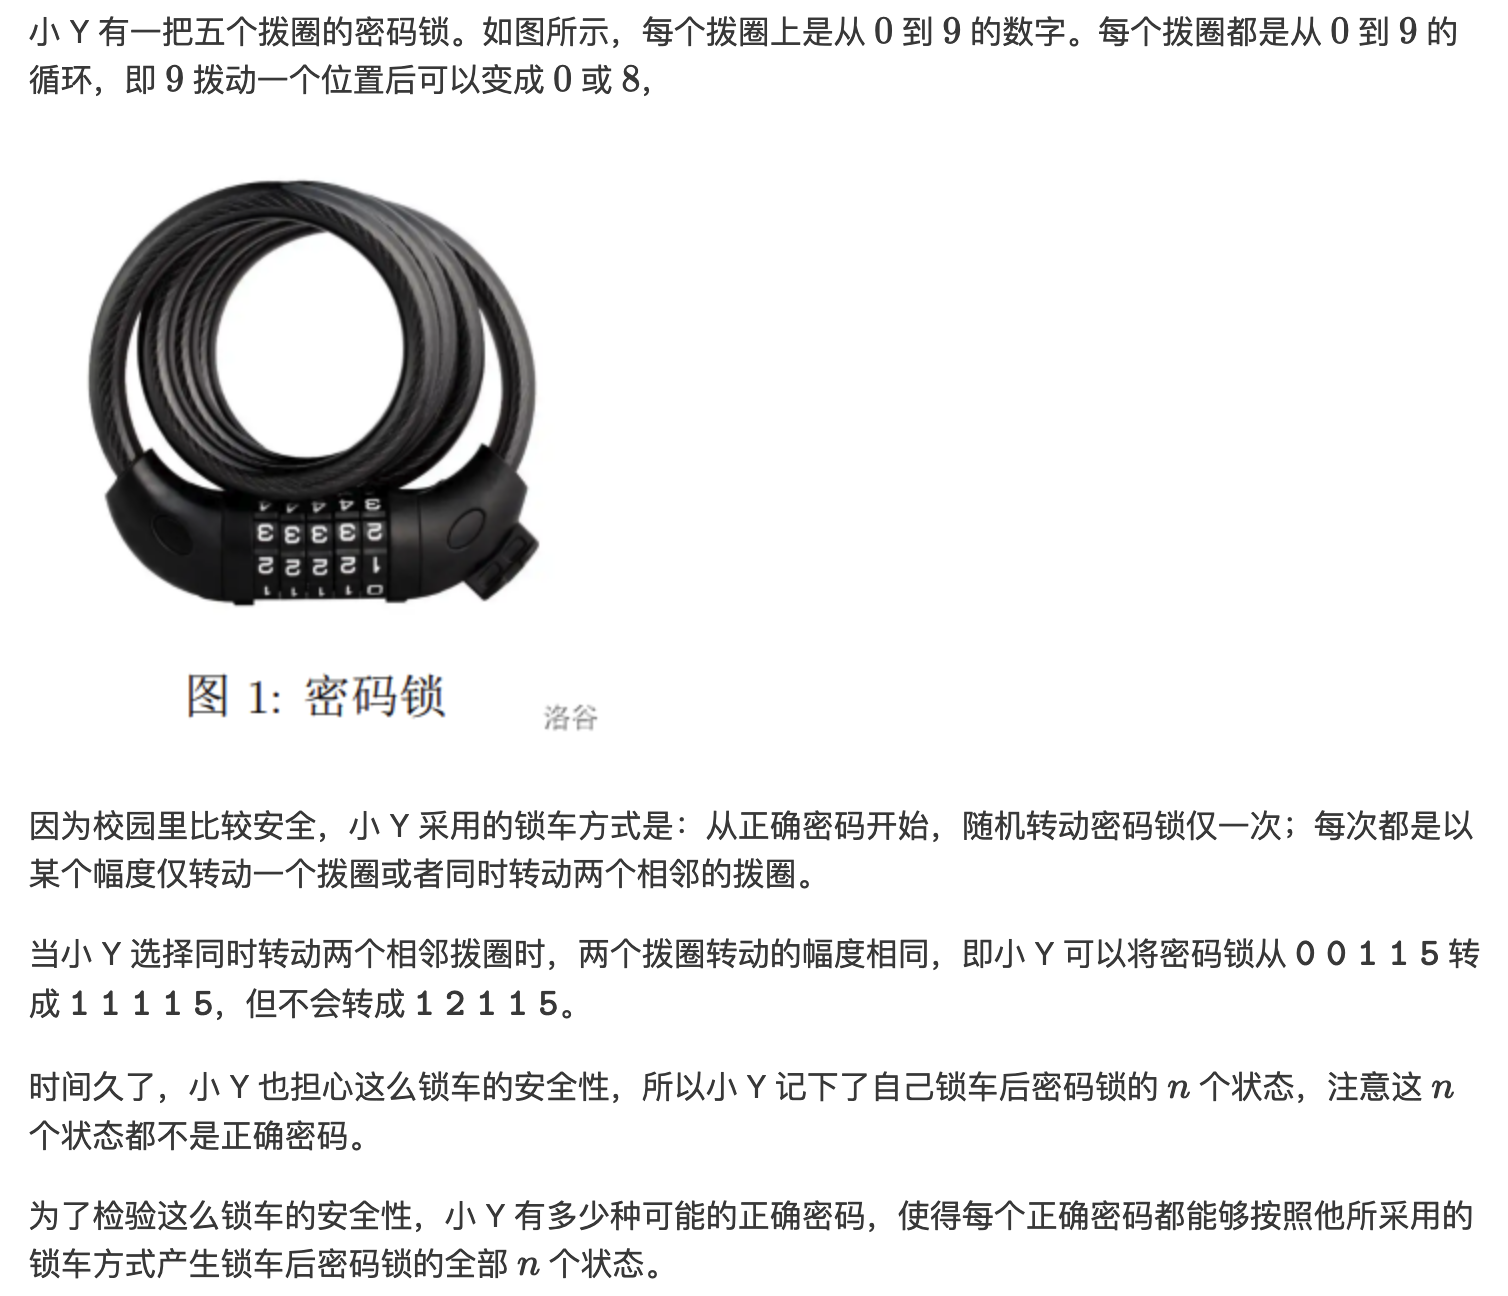 小 Y 有一把五个拨圈的密码锁。如图所示，每个拨圈上是从 0 到 9 的数字。每个拨圈都是从 0 到 9 的
循环，即 9 拨动一个位置后可以变成 0 或 8，
3 3 3 3 2
2 2 2 2 1
图 1: 密码锁
洛谷
因为校园里比较安全，小 Y 采用的锁车方式是：从正确密码开始，随机转动密码锁仅一次；每次都是以
某个幅度仅转动一个拨圈或者同时转动两个相邻的拨圈。
当小 Y 选择同时转动两个相邻拨圈时，两个拨圈转动的幅度相同，即小 Y 可以将密码锁从 0 0 1 1 5 转
成 1 1 1 1 5，但不会转成 1 2 1 1 5。
时间久了，小 Y 也担心这么锁车的安全性，所以小 Y 记下了自己锁车后密码锁的 n 个状态，注意这 n
个状态都不是正确密码。
为了检验这么锁车的安全性，小 Y 有多少种可能的正确密码，使得每个正确密码都能够按照他所采用的
锁车方式产生锁车后密码锁的全部 n 个状态。